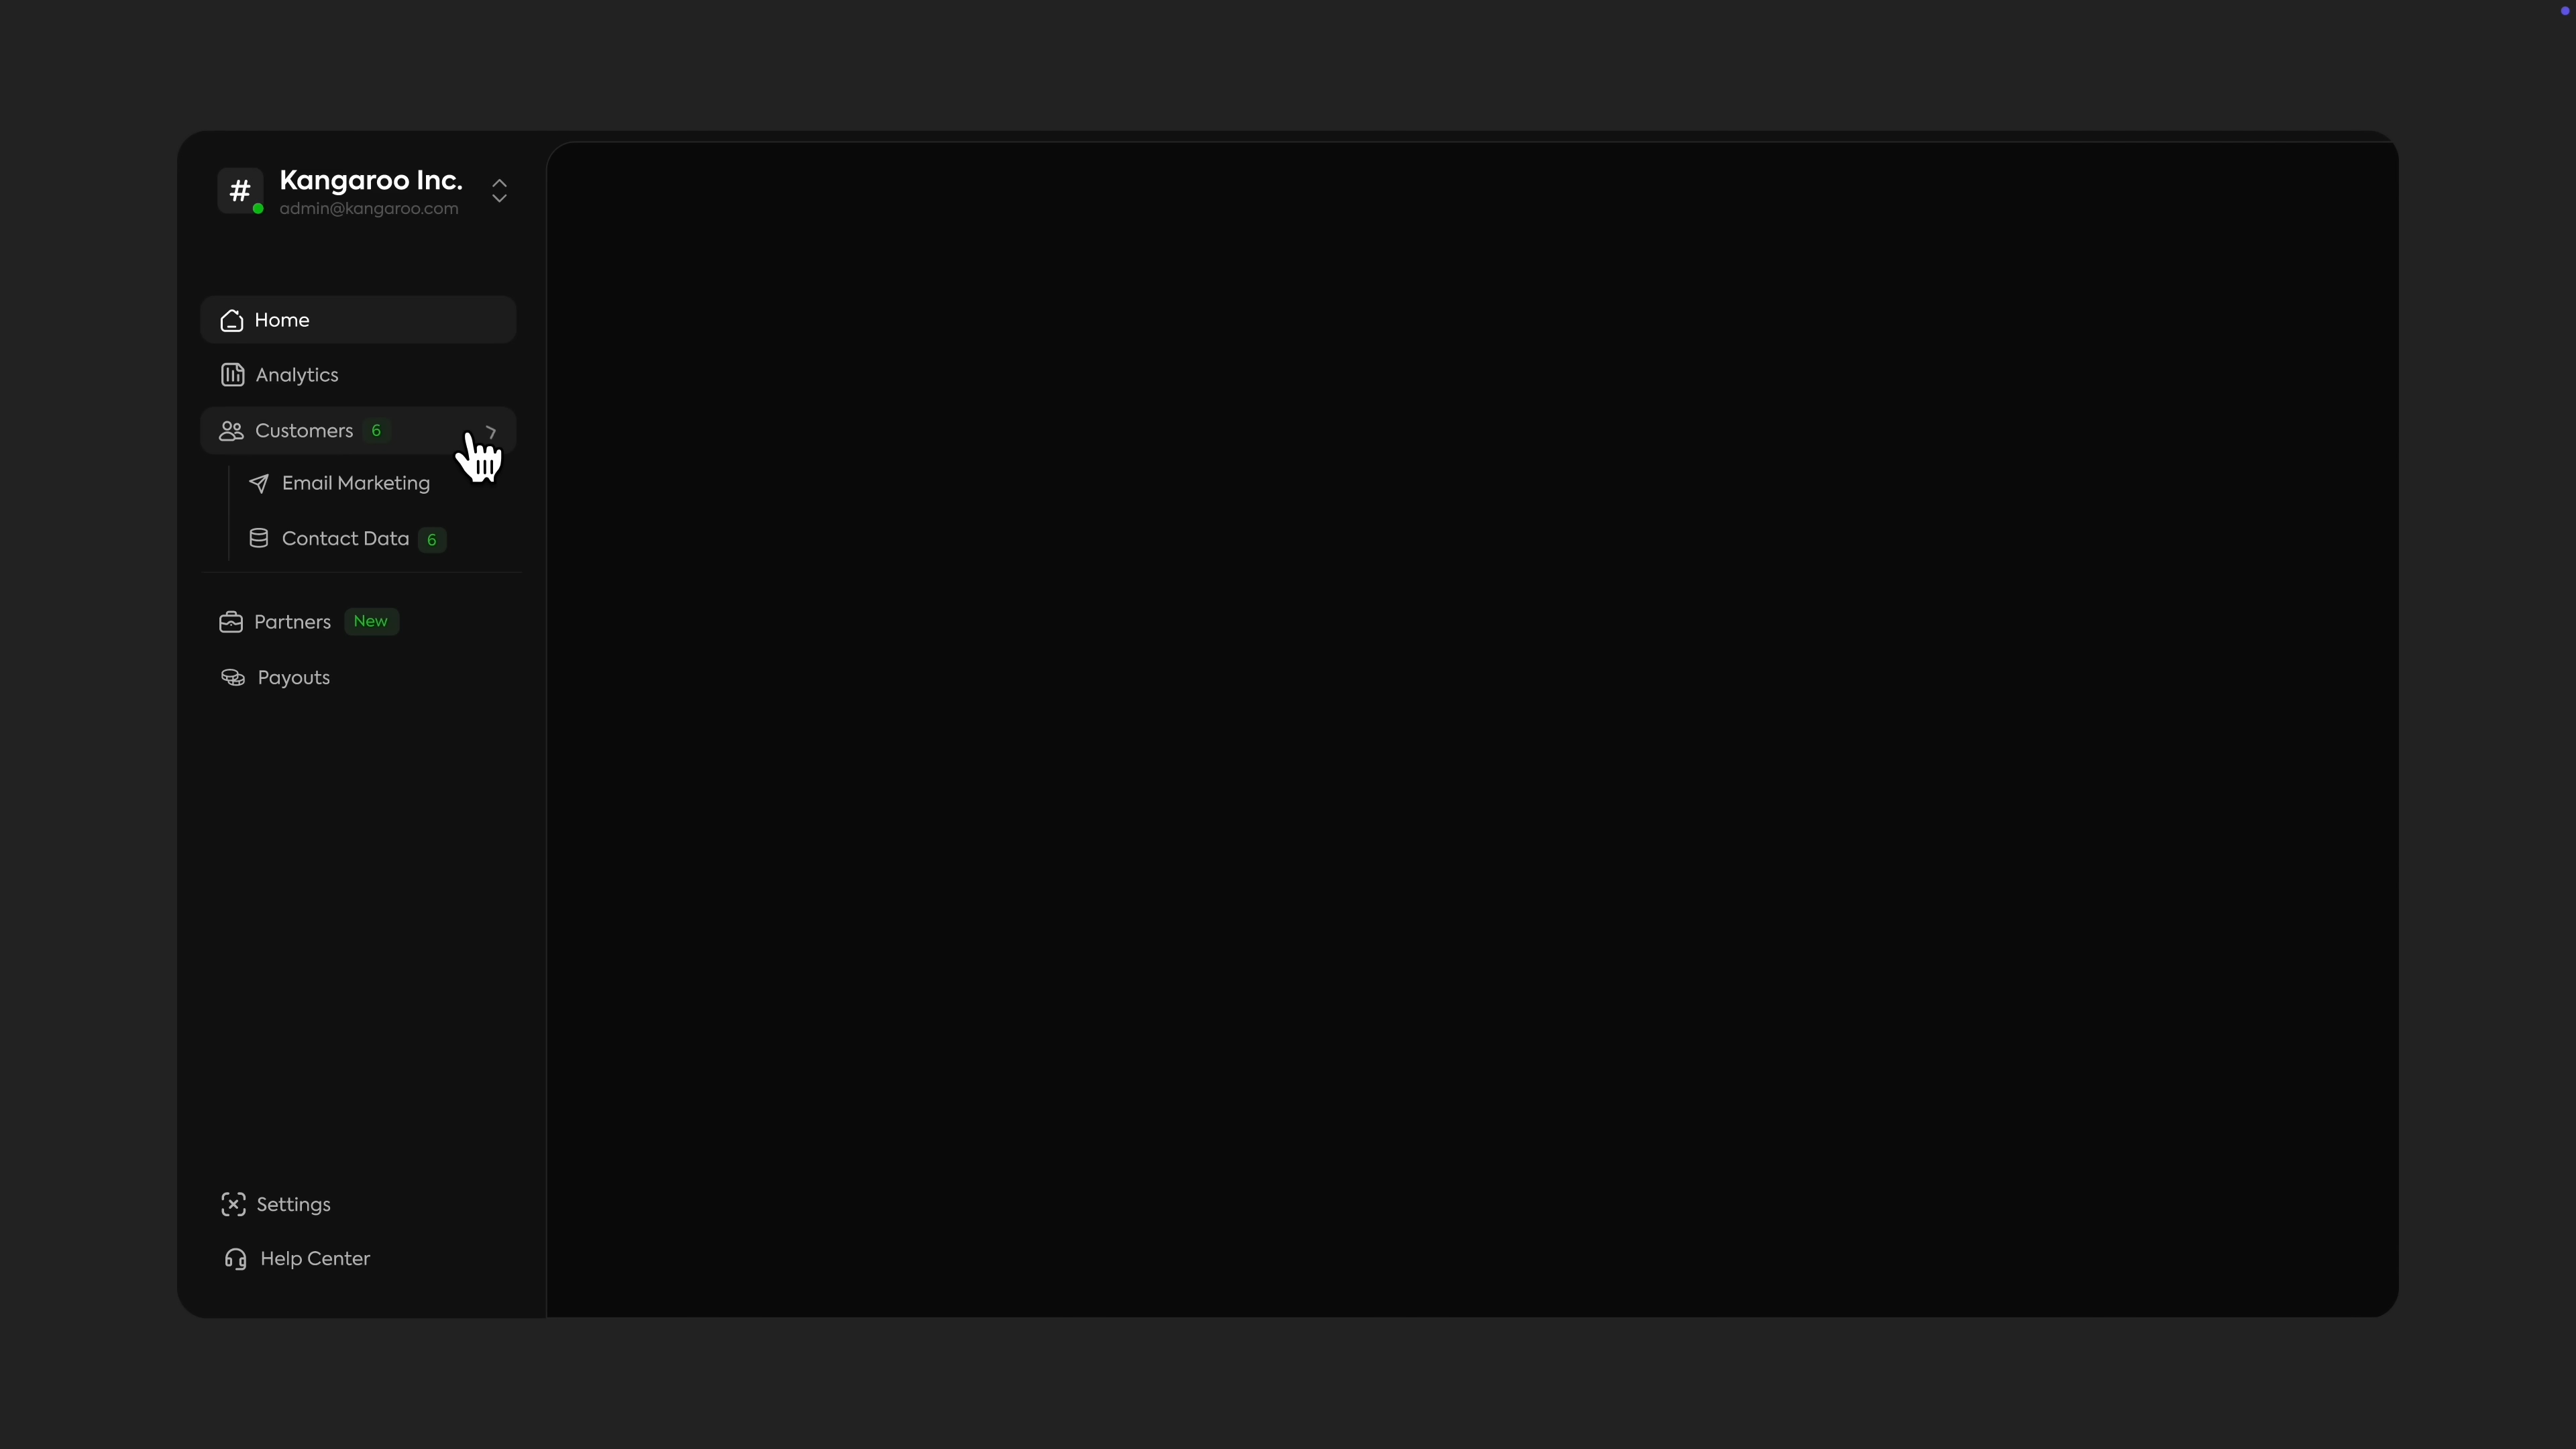 #
Kangaroo Inc.
admin@kangaroo.com
Home
Analytics
Customers 6
Email Marketing
Contact Data 6
Partners New
Payouts
Settings
Help Center